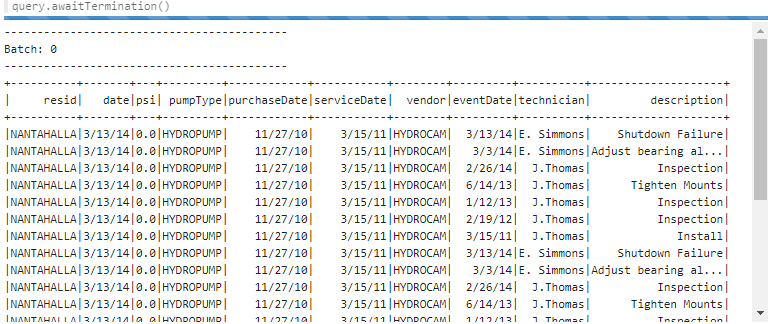 query.awaitTermination()
-------------------------------------------
Batch: 0
-------------------------------------------
+----------+-------+---+---------+------------+-----------+--------+---------+----------+--------------------+
|     resid|   date|psi| pumpType|purchaseDate|serviceDate|  vendor|eventDate|technician|         description|
+----------+-------+---+---------+------------+-----------+--------+---------+----------+--------------------+
|NANTAHALLA|3/13/14|0.0|HYDROPUMP|    11/27/10|    3/15/11|HYDROCAM|  3/13/14|E. Simmons|    Shutdown Failure|
|NANTAHALLA|3/13/14|0.0|HYDROPUMP|    11/27/10|    3/15/11|HYDROCAM|   3/3/14|E. Simmons|Adjust bearing al...|
|NANTAHALLA|3/13/14|0.0|HYDROPUMP|    11/27/10|    3/15/11|HYDROCAM|  2/26/14|  J.Thomas|          Inspection|
|NANTAHALLA|3/13/14|0.0|HYDROPUMP|    11/27/10|    3/15/11|HYDROCAM|  6/14/13|  J.Thomas|      Tighten Mounts|
|NANTAHALLA|3/13/14|0.0|HYDROPUMP|    11/27/10|    3/15/11|HYDROCAM|  1/12/13|  J.Thomas|          Inspection|
|NANTAHALLA|3/13/14|0.0|HYDROPUMP|    11/27/10|    3/15/11|HYDROCAM|  2/19/12|  J.Thomas|          Inspection|
|NANTAHALLA|3/13/14|0.0|HYDROPUMP|    11/27/10|    3/15/11|HYDROCAM|  3/15/11|  J.Thomas|             Install|
|NANTAHALLA|3/13/14|0.0|HYDROPUMP|    11/27/10|    3/15/11|HYDROCAM|  3/13/14|E. Simmons|    Shutdown Failure|
|NANTAHALLA|3/13/14|0.0|HYDROPUMP|    11/27/10|    3/15/11|HYDROCAM|   3/3/14|E. Simmons|Adjust bearing al...|
|NANTAHALLA|3/13/14|0.0|HYDROPUMP|    11/27/10|    3/15/11|HYDROCAM|  2/26/14|  J.Thomas|          Inspection|
|NANTAHALLA|3/13/14|0.0|HYDROPUMP|    11/27/10|    3/15/11|HYDROCAM|  6/14/13|  J.Thomas|      Tighten Mounts|
|NANTAHALLA|3/13/14|0.0|HYDROPUMP|    11/27/10|    3/15/11|HYDROCAM|  1/12/13|  J.Thomas|          Inspection|